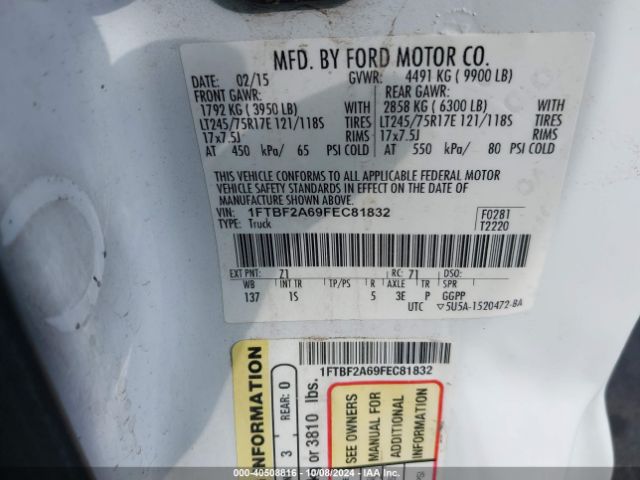 MFD. BY FORD MOTOR CO.
DATE: 02/15 GVWR: 4491 KG ( 9900 LB)
FRONT GAWR: REAR GAWR:
1792 KG ( 3950 LB) WITH 2858 KG ( 6300 LB) WITH
LT245/75R17E 121/118S TIRES LT245/75R17E 121/118S TIRES
17x7.5J RIMS 17x7.5J RIMS
AT 450 kPa/ 65 PSI COLD AT 550 kPa/ 80 PSI COLD
THIS VEHICLE CONFORMS TO ALL APPLICABLE FEDERAL MOTOR
VEHICLE SAFETY STANDARDS IN EFFECT ON THE DATE OF
MANUFACTURE SHOWN ABOVE.
VIN: 1FTBF2A69FEC81832 F0281
TYPE: Truck T2220
EXT PNT: Z1 RC: 71 DSO:
WB INT TR TP/PS R AXLE TR SPR
137 1S 5 3E P GGPP
UTC ▽5U5A-1520472-BA
1FTBF2A69FEC81832
INFORMATION
3 REAR: 0
or 3810 lbs.
SEE OWNERS
MANUAL FOR
ADDITIONAL
INFORMATION
000-40508816 - 10/08/2024 - IAA Inc.